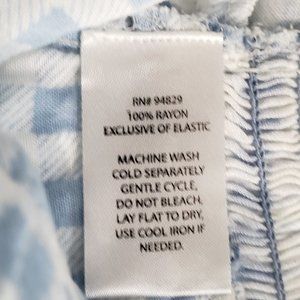 RN# 94829
100% RAYON
EXCLUSIVE OF ELASTIC
MACHINE WASH
COLD SEPARATELY
GENTLE CYCLE,
DO NOT BLEACH,
LAY FLAT TO DRY,
USE COOL IRON IF
NEEDED.